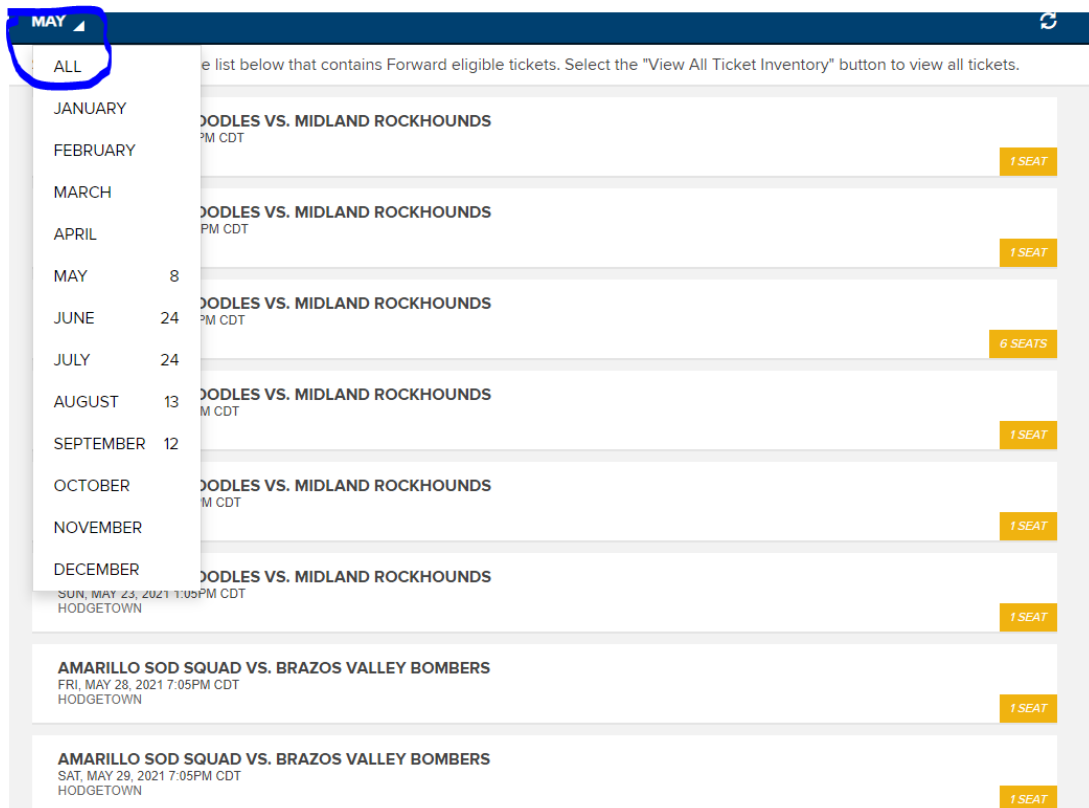 MAY
ALL
e list below that contains Forward eligible tickets. Select the "View All Ticket Inventory" button to view all tickets.
JANUARY
FEBRUARY
MARCH
APRIL
MAY 8
JUNE 24
JULY 24
AUGUST 13
SEPTEMBER 12
OCTOBER
NOVEMBER
DECEMBER
OODLES VS. MIDLAND ROCKHOUNDS
PM CDT
1 SEAT
OODLES VS. MIDLAND ROCKHOUNDS
PM CDT
1 SEAT
OODLES VS. MIDLAND ROCKHOUNDS
PM CDT
6 SEATS
OODLES VS. MIDLAND ROCKHOUNDS
M CDT
1 SEAT
OODLES VS. MIDLAND ROCKHOUNDS
M CDT
1 SEAT
OODLES VS. MIDLAND ROCKHOUNDS
SUN, MAY 23, 2021 1:05PM CDT
HODGETOWN
1 SEAT
AMARILLO SOD SQUAD VS. BRAZOS VALLEY BOMBERS
FRI, MAY 28, 2021 7:05PM CDT
HODGETOWN
1 SEAT
AMARILLO SOD SQUAD VS. BRAZOS VALLEY BOMBERS
SAT, MAY 29, 2021 7:05PM CDT
HODGETOWN
1 SEAT